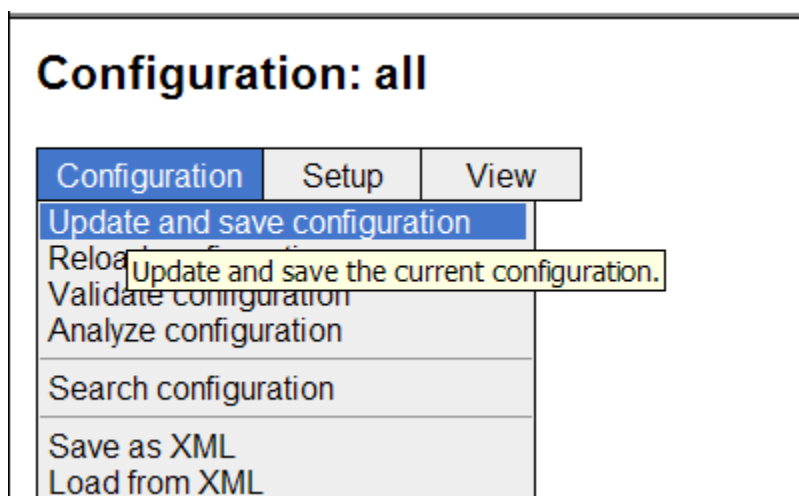 Configuration: all
Configuration Setup View
Update and save configuration
Reloa
Update and save the current configuration.
Validate configuration
Analyze configuration
Search configuration
Save as XML
Load from XML